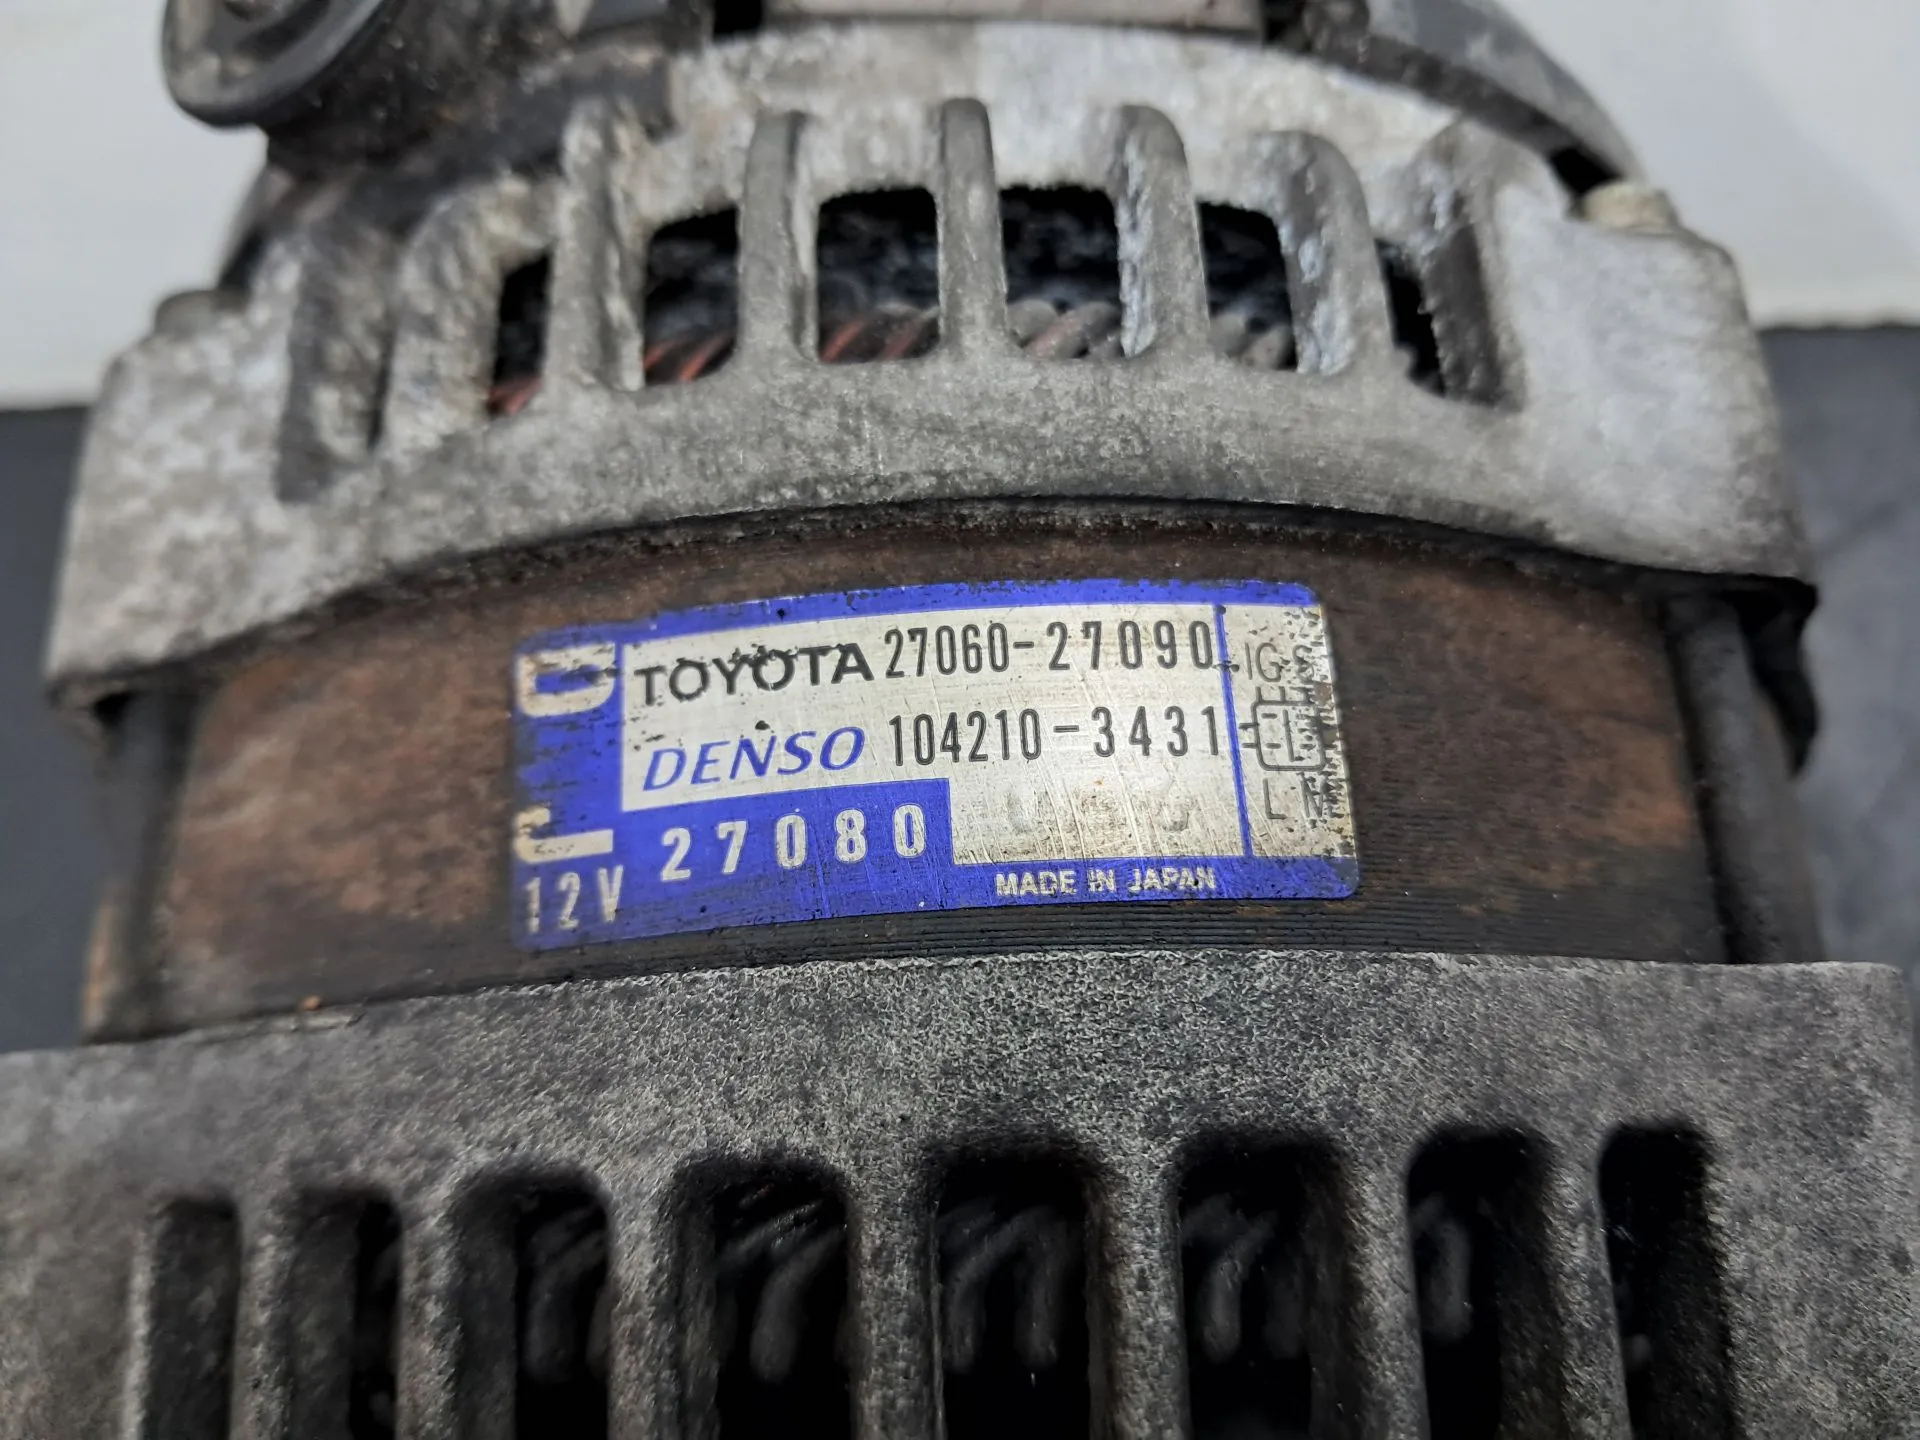 TOYOTA 27060-27090
DENSO 104210-3431
IG S
L
12V 27080
MADE IN JAPAN